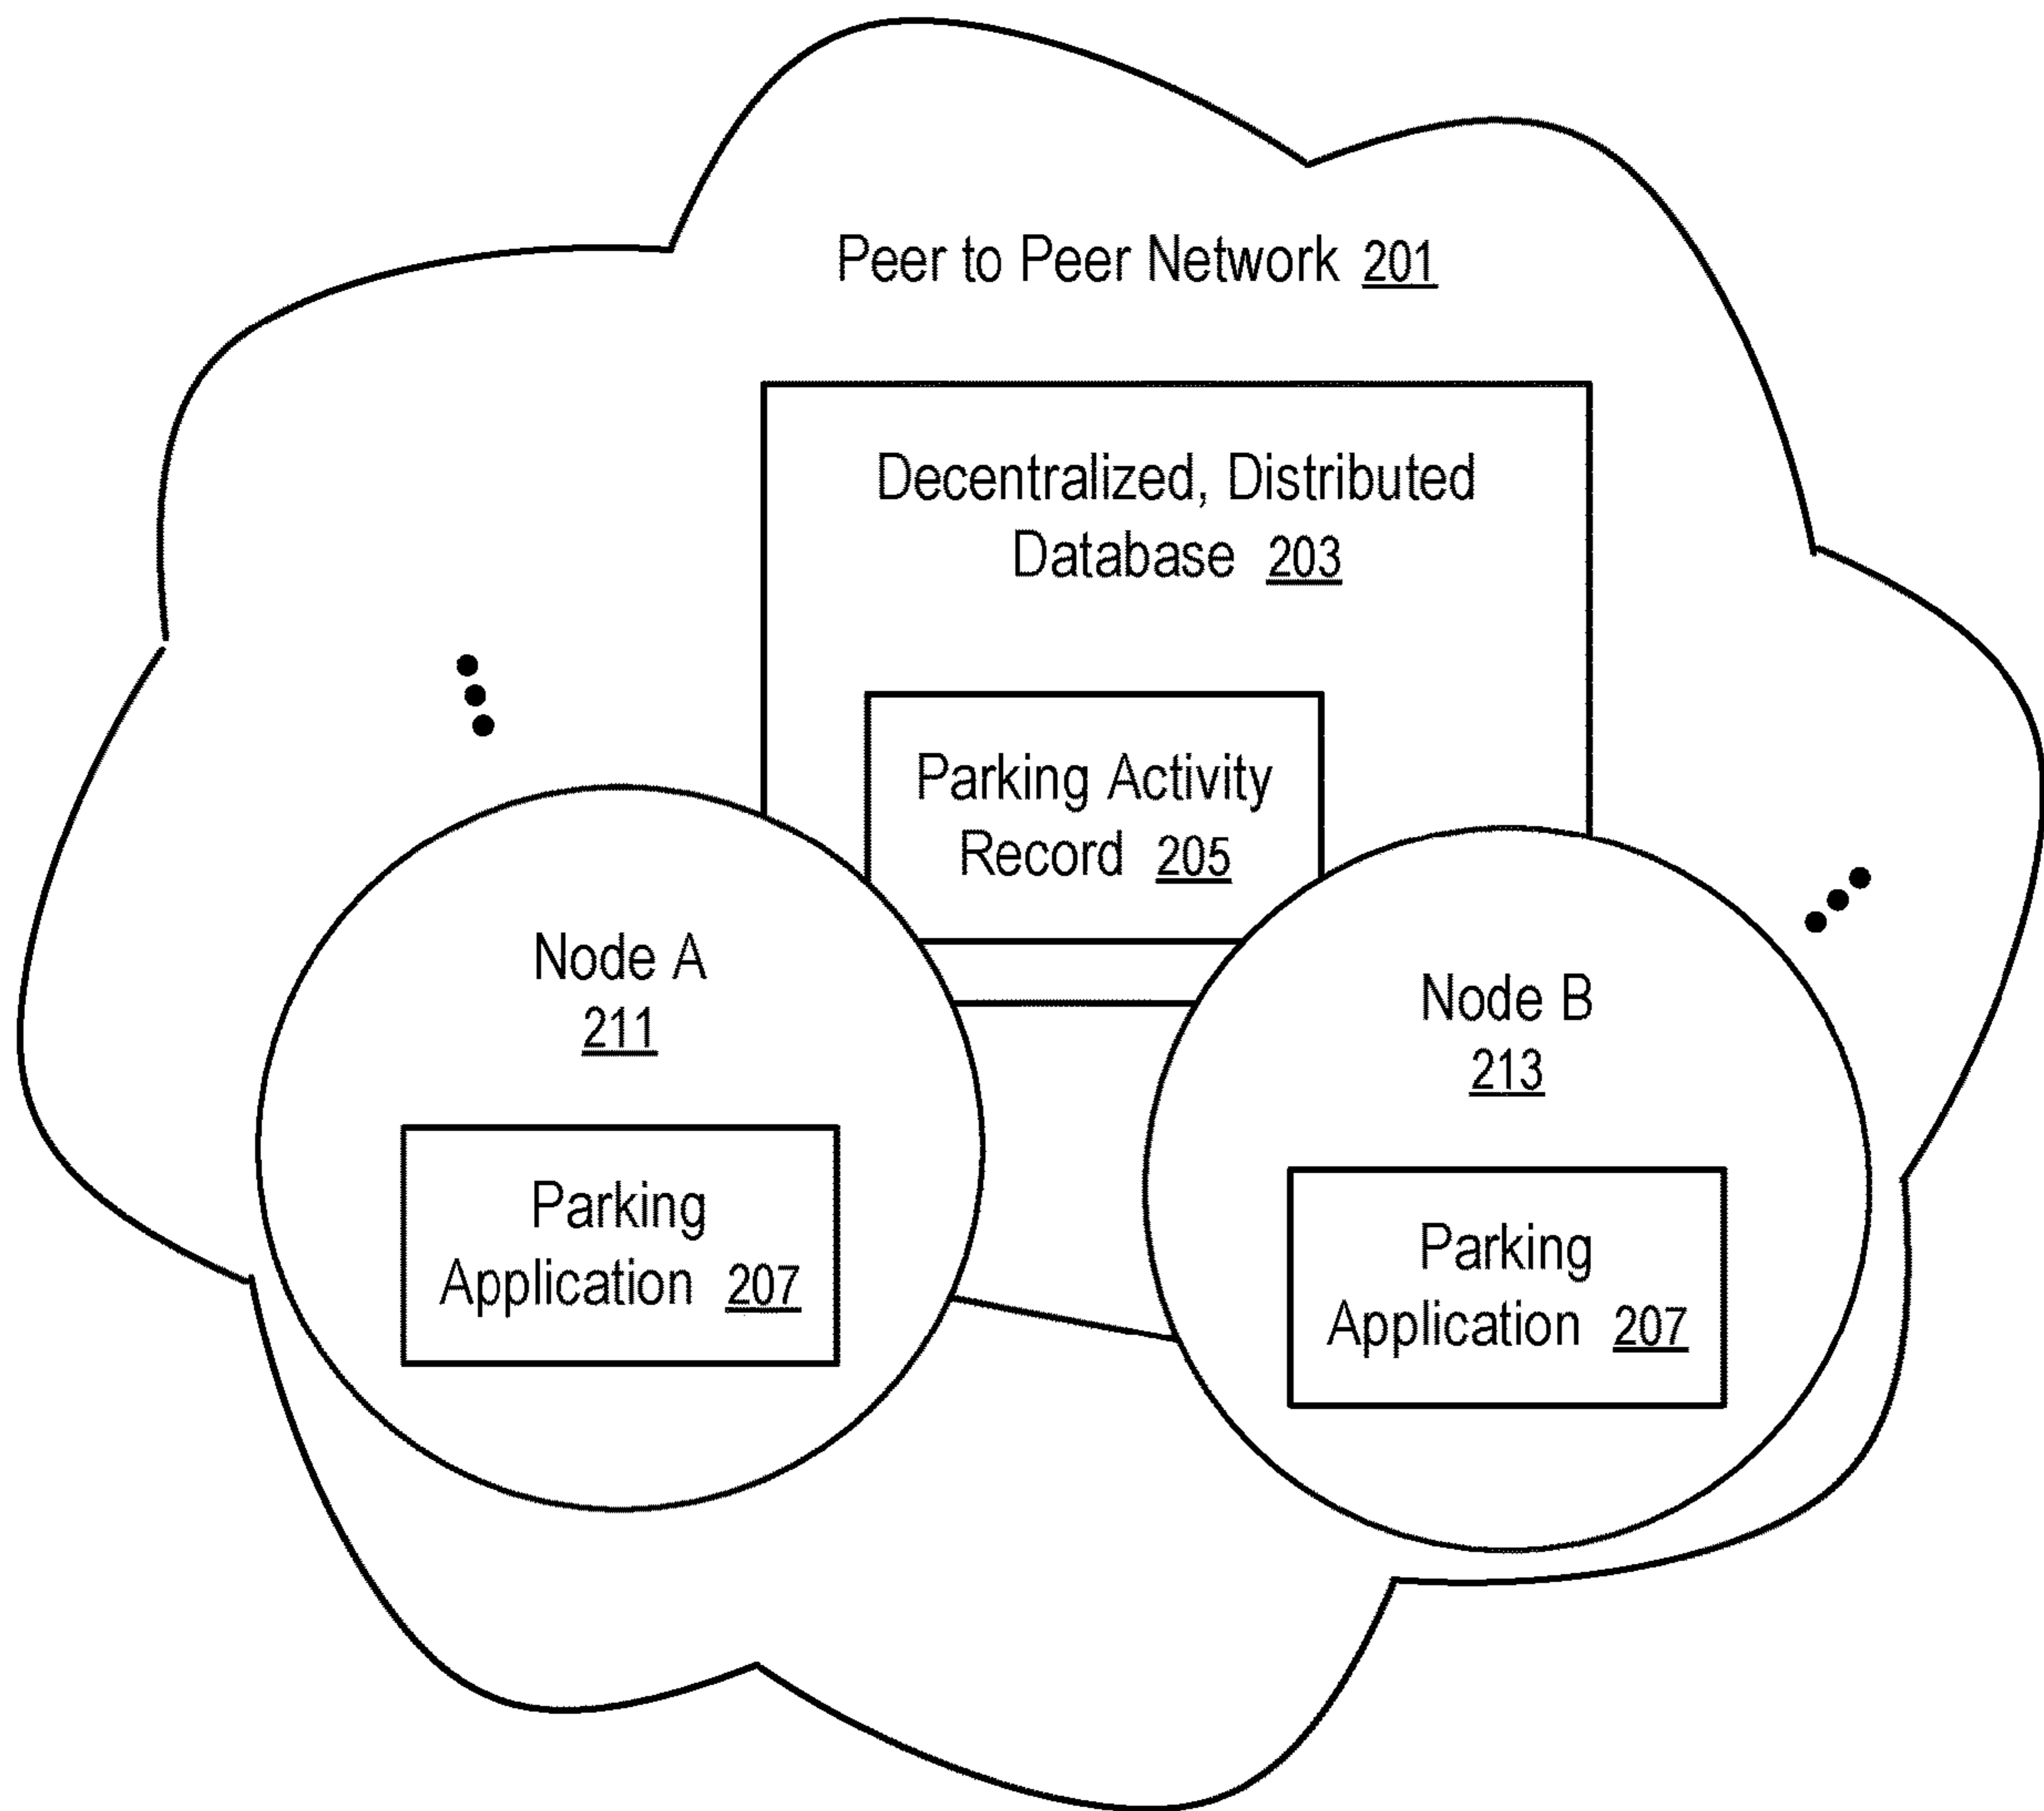 Peer to Peer Network 201
Decentralized, Distributed
Database 203
Parking Activity
Record 205
Node A
211
Parking
Application 207
Node B
213
Parking
Application 207